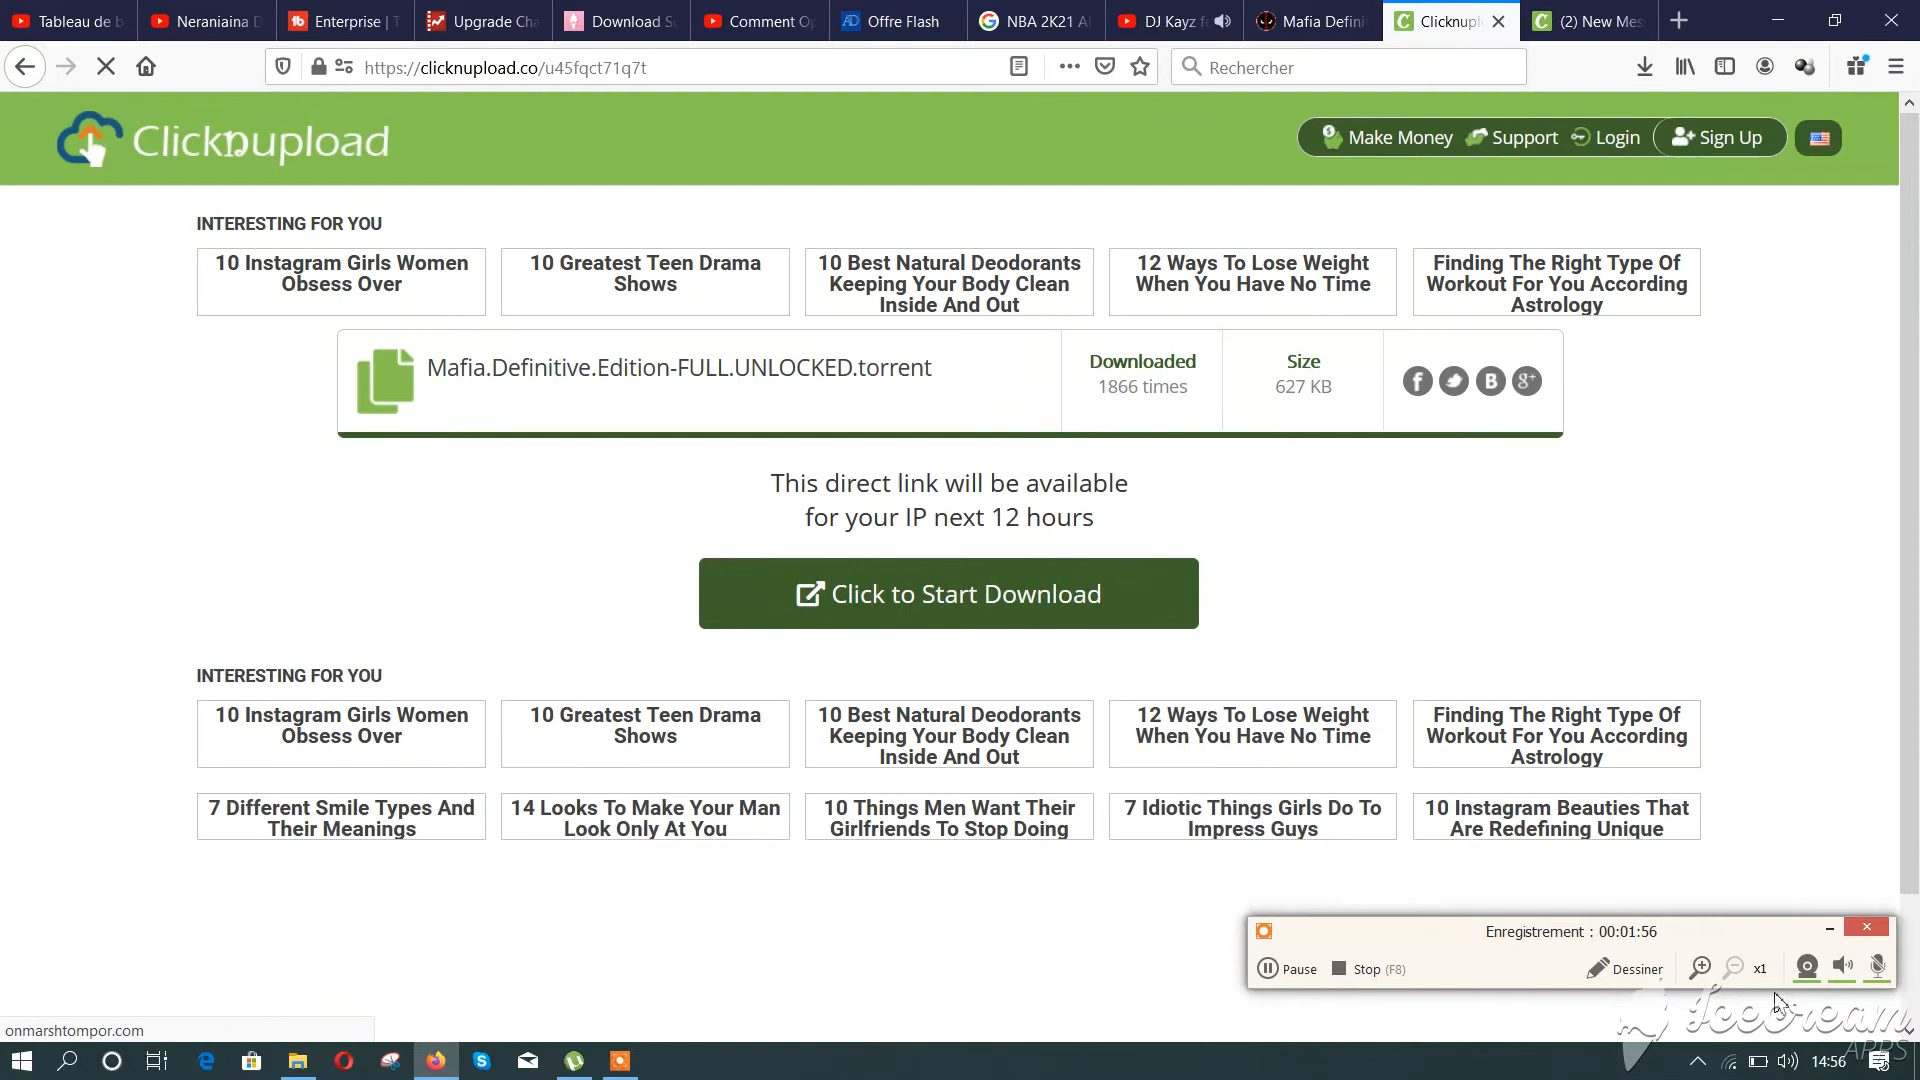 Tableau de b
Neraniaina D
Enterprise | T
Upgrade Cha
Download Su
Comment Op
Offre Flash
NBA 2K21 Al
DJ Kayz fe
Mafia Defini
Clicknupl
(2) New Mes
https://clicknupload.co/u45fqct71q7t
Rechercher
Clicknupload
Make Money
Support
Login
Sign Up
INTERESTING FOR YOU
10 Instagram Girls Women
Obsess Over
10 Greatest Teen Drama
Shows
10 Best Natural Deodorants
Keeping Your Body Clean
Inside And Out
12 Ways To Lose Weight
When You Have No Time
Finding The Right Type Of
Workout For You According
Astrology
Mafia.Definitive.Edition-FULL.UNLOCKED.torrent
Downloaded
1866 times
Size
627 KB
This direct link will be available
for your IP next 12 hours
Click to Start Download
INTERESTING FOR YOU
10 Instagram Girls Women
Obsess Over
10 Greatest Teen Drama
Shows
10 Best Natural Deodorants
Keeping Your Body Clean
Inside And Out
12 Ways To Lose Weight
When You Have No Time
Finding The Right Type Of
Workout For You According
Astrology
7 Different Smile Types And
Their Meanings
14 Looks To Make Your Man
Look Only At You
10 Things Men Want Their
Girlfriends To Stop Doing
7 Idiotic Things Girls Do To
Impress Guys
10 Instagram Beauties That
Are Redefining Unique
Enregistrement : 00:01:56
Pause
Stop (F8)
Dessiner
x1
Icecream
APPS
onmarshtompor.com
14:56